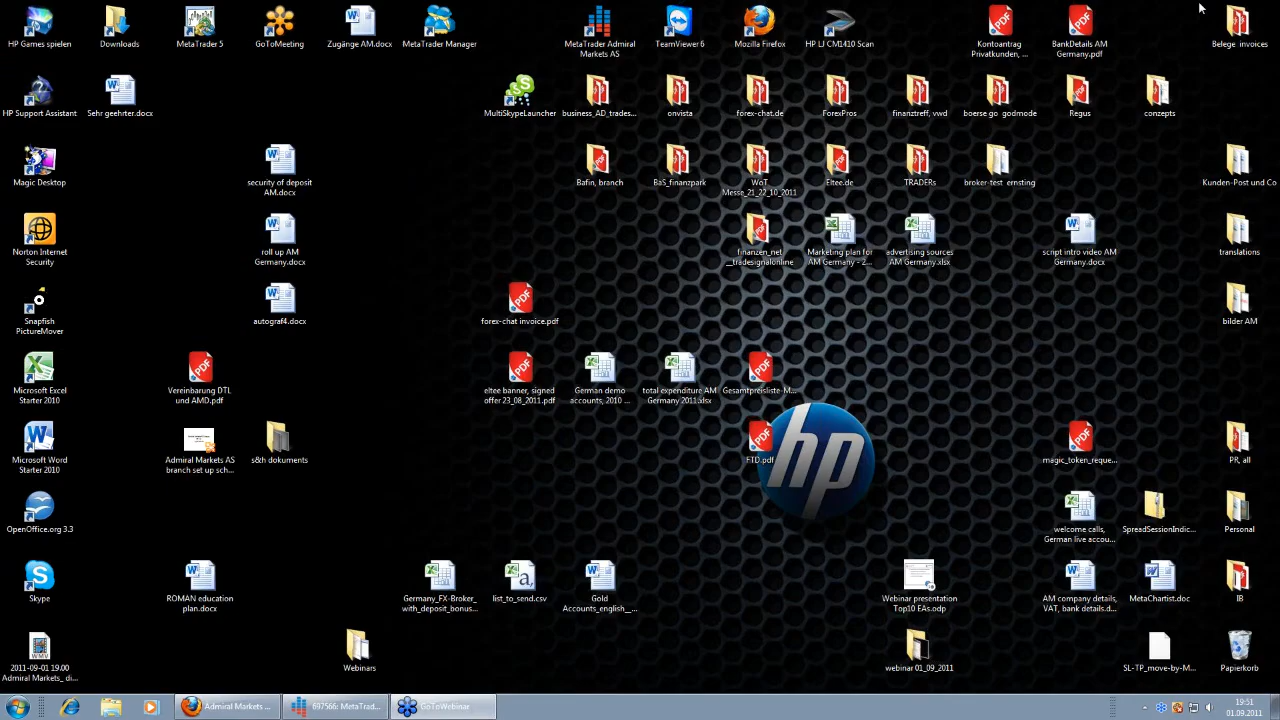 HP Games spielen
Downloads
MetaTrader 5
GoToMeeting
Zugänge AM.docx
MetaTrader Manager
MetaTrader Admiral
Markets AS
TeamViewer 6
Mozilla Firefox
HP LJ CM1410 Scan
Kontoantrag
Privatkunden, ...
BankDetails AM
Germany.pdf
Belege invoices
HP Support Assistant
Sehr geehrter.docx
MultiSkypeLauncher
business_AD_trades...
onvista
forex-chat.de
ForexPros
finanztreff, vwd
boerse go godmode
Regus
conzepts
Magic Desktop
security of deposit
AM.docx
Bafin, branch
BaS_finanzpark
WoT
Messe_21_22_10_2011
Eltee.de
TRADERs
broker-test ernsting
Kunden-Post und Co
Norton Internet
Security
roll up AM
Germany.docx
finanzen_net
_tradesignalonline
Marketing plan for
AM Germany - 2...
advertising sources
AM Germany.xlsx
script intro video AM
Germany.docx
translations
Snapfish
PictureMover
autograf4.docx
forex-chat invoice.pdf
bilder AM
Microsoft Excel
Starter 2010
Vereinbarung DTL
und AMD.pdf
eltee banner, signed
offer 23_08_2011.pdf
German demo
accounts, 2010 ...
total expenditure AM
Germany 2011.xlsx
Gesamtpreisliste-M...
Microsoft Word
Starter 2010
Admiral Markets AS
branch set up sch...
s&h dokuments
FTD.pdf
hp
magic_token_reque...
PR, all
OpenOffice.org 3.3
welcome calls,
German live accou...
SpreadSessionIndic...
Personal
Skype
ROMAN education
plan.docx
Germany_FX-Broker_
with_deposit_bonus...
list_to_send.csv
Gold
Accounts_english_...
Webinar presentation
Top10 EAs.odp
AM company details,
VAT, bank details.d...
MetaChartist.doc
IB
2011-09-01 19.00
Admiral Markets_ di...
Webinars
webinar 01_09_2011
SL-TP_move-by-M...
Papierkorb
Admiral Markets ...
697566: MetaTrad...
GoToWebinar
19:51
01.09.2011